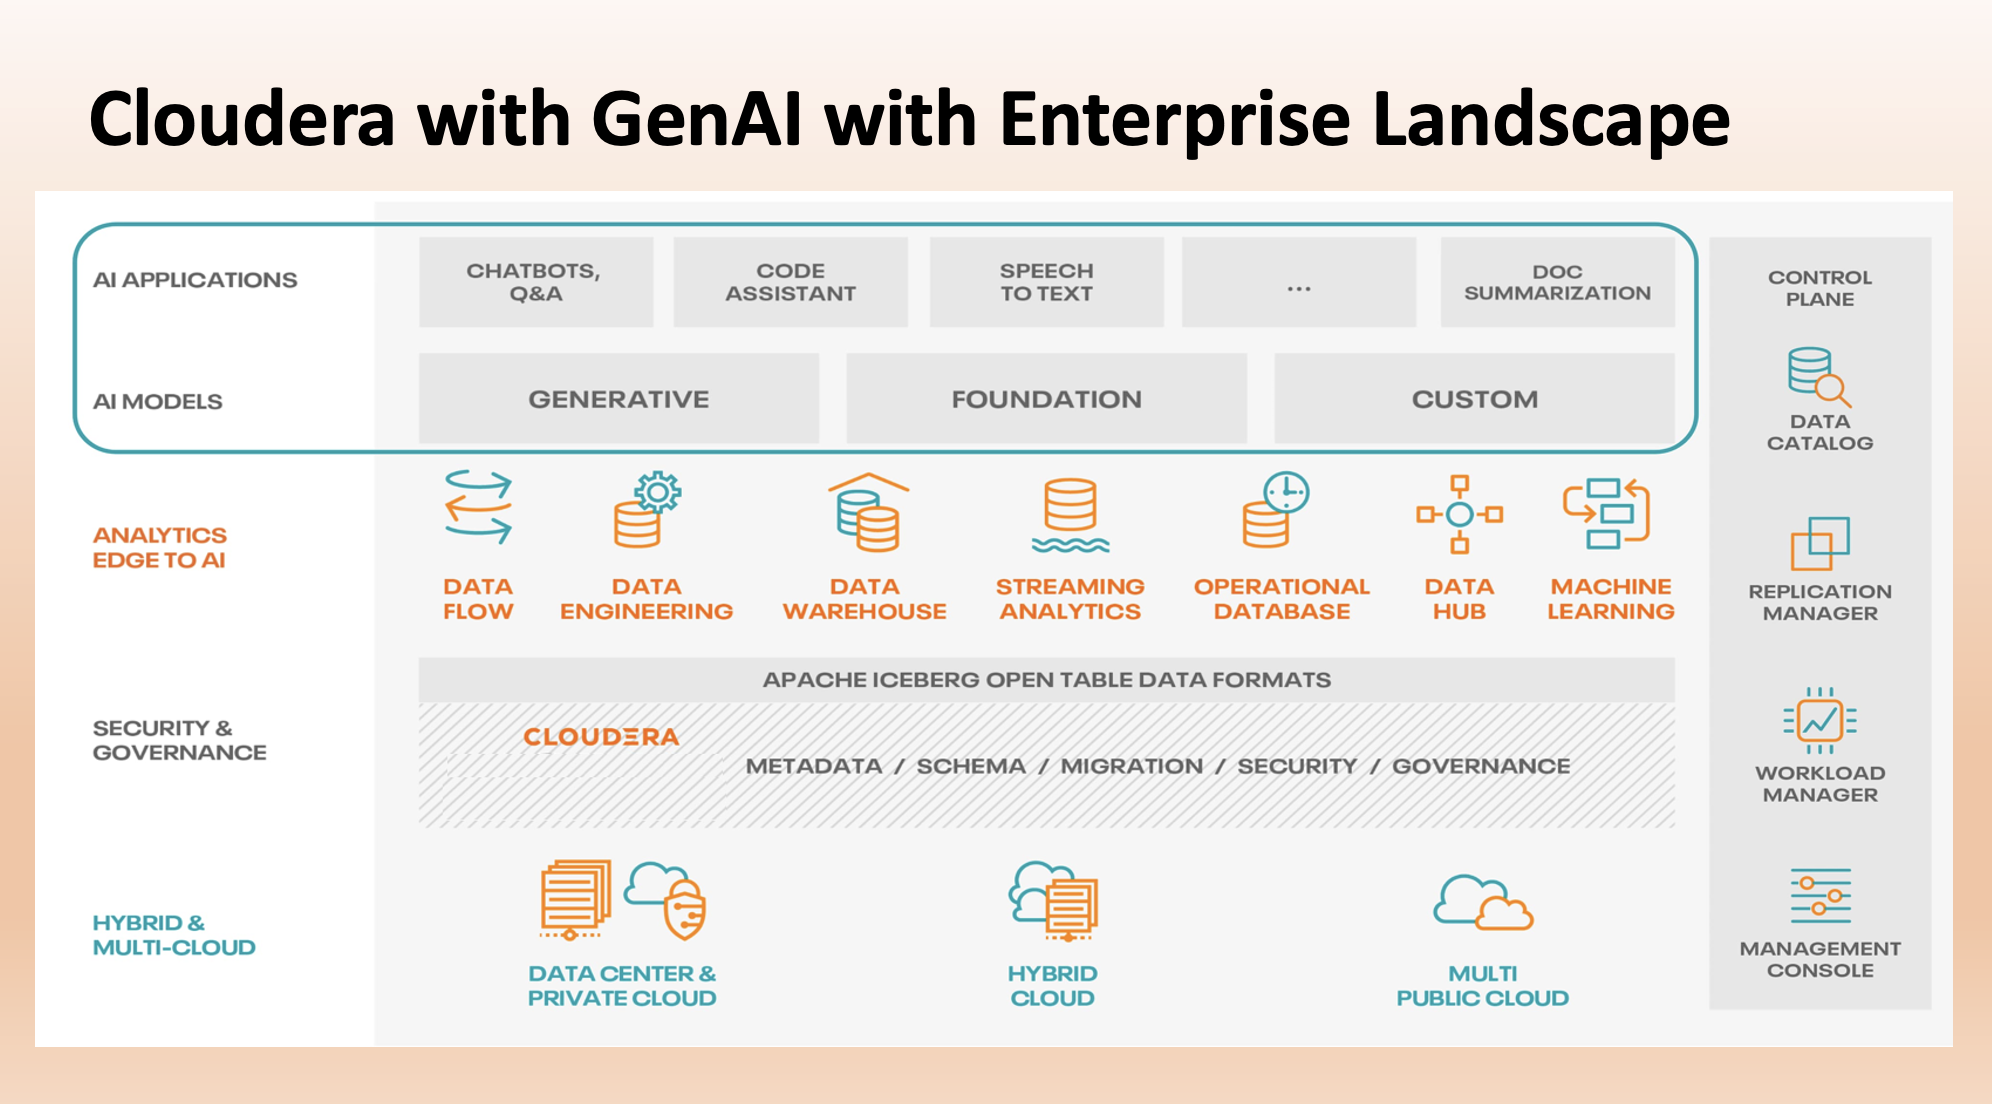 Cloudera with GenAI with Enterprise Landscape
AI APPLICATIONS
CHATBOTS,
Q&A
CODE
ASSISTANT
SPEECH
TO TEXT
...
DOC
SUMMARIZATION
AI MODELS
GENERATIVE
FOUNDATION
CUSTOM
ANALYTICS
EDGE TO AI
DATA
FLOW
DATA
ENGINEERING
DATA
WAREHOUSE
STREAMING
ANALYTICS
OPERATIONAL
DATABASE
DATA
HUB
MACHINE
LEARNING
SECURITY &
GOVERNANCE
APACHE ICEBERG OPEN TABLE DATA FORMATS
CLOUDERA
METADATA / SCHEMA / MIGRATION / SECURITY / GOVERNANCE
HYBRID &
MULTI-CLOUD
DATA CENTER &
PRIVATE CLOUD
HYBRID
CLOUD
MULTI
PUBLIC CLOUD
CONTROL
PLANE
DATA
CATALOG
REPLICATION
MANAGER
WORKLOAD
MANAGER
MANAGEMENT
CONSOLE